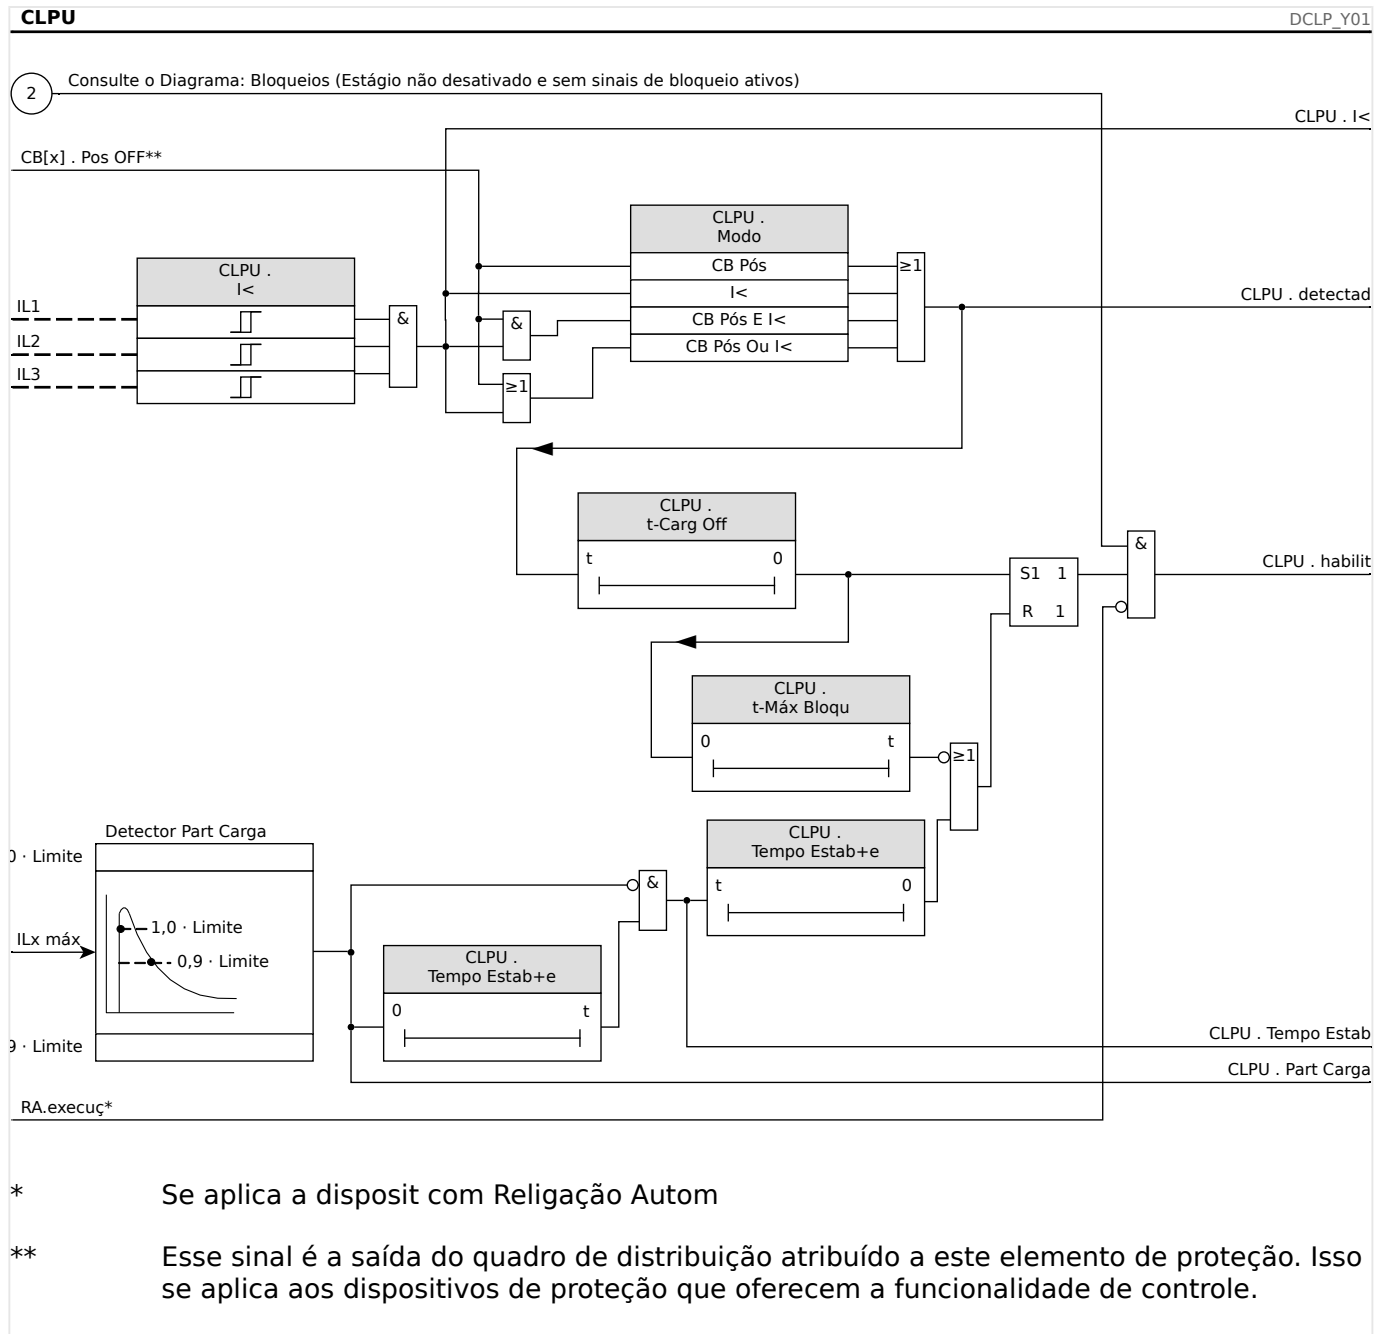 CLPU
DCLP_Y01
2
Consulte o Diagrama: Bloqueios (Estágio não desativado e sem sinais de bloqueio ativos)
CLPU . I<
CB[x] . Pos OFF**
CLPU .
Modo
CB Pós
I<
CB Pós E I<
CB Pós Ou I<
≥1
CLPU .
I<
IL1
IL2
IL3
&
&
≥1
CLPU . detectad
CLPU .
t-Carg Off
t 0
S1 1
R 1
&
CLPU . habilit
CLPU .
t-Máx Bloqu
0 t
≥1
Detector Part Carga
0 · Limite
ILx máx
1,0 · Limite
0,9 · Limite
9 · Limite
CLPU .
Tempo Estab+e
0 t
&
CLPU .
Tempo Estab+e
t 0
CLPU . Tempo Estab
CLPU . Part Carga
RA.execuç*
* Se aplica a disposit com Religação Autom
** Esse sinal é a saída do quadro de distribuição atribuído a este elemento de proteção. Isso
se aplica aos dispositivos de proteção que oferecem a funcionalidade de controle.